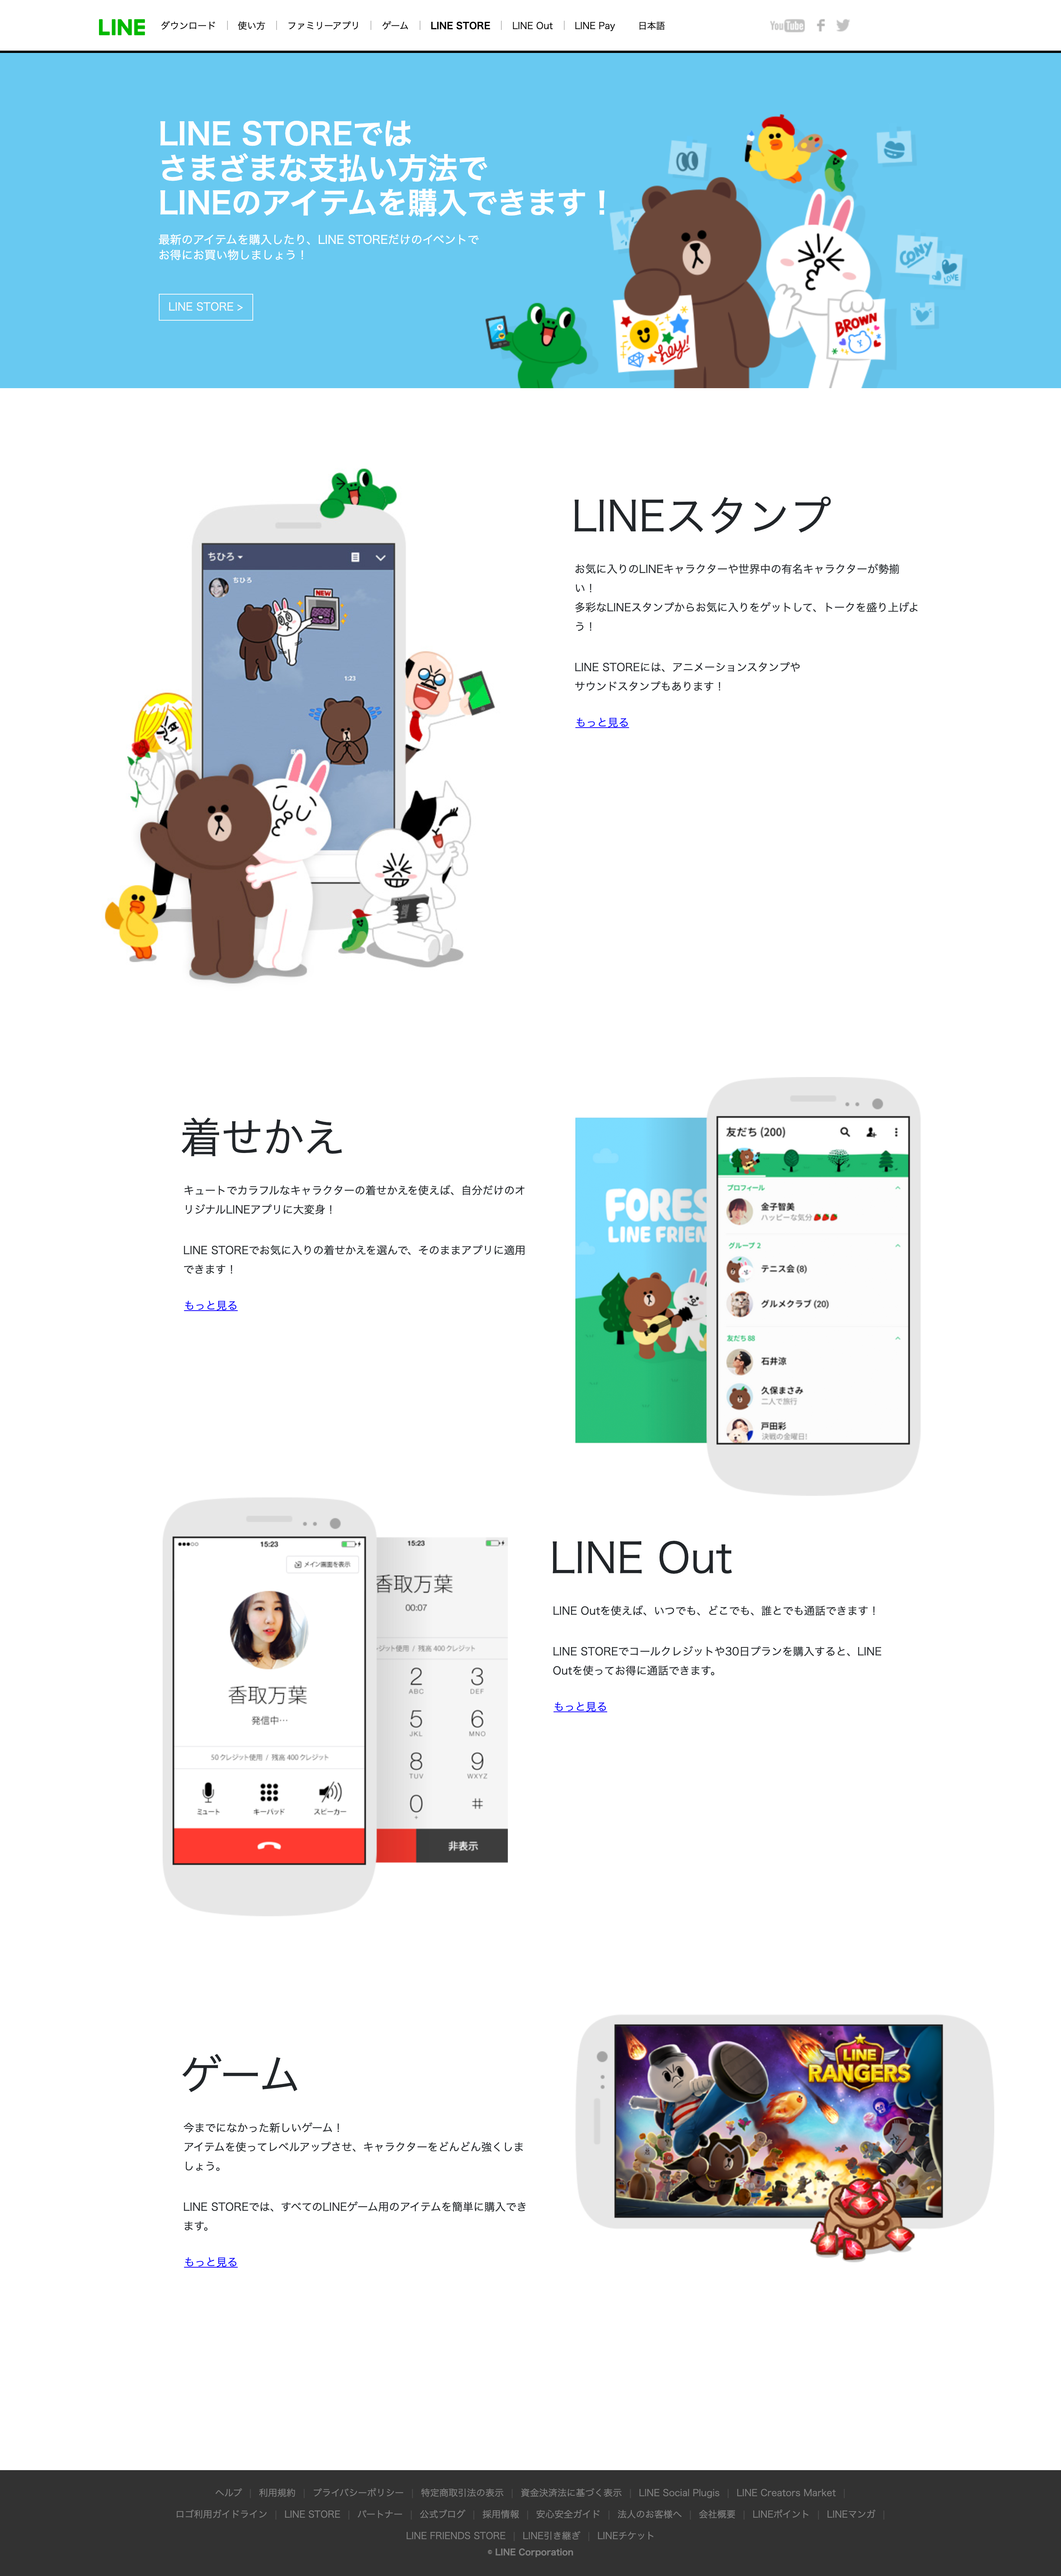 LINE
ダウンロード
使い方
ファミリーアプリ
ゲーム
LINE STORE
LINE Out
LINE Pay
日本語
YouTube
LINE STOREでは
さまざまな支払い方法で
LINEのアイテムを購入できます！
最新のアイテムを購入したり、LINE STOREだけのイベントで
お得にお買い物しましょう！
LINE STORE >
CONY
LOVE
hey!
BROWN
LINEスタンプ
お気に入りのLINEキャラクターや世界中の有名キャラクターが勢揃
い！
多彩なLINEスタンプからお気に入りをゲットして、トークを盛り上げよ
う！
LINE STOREには、アニメーションスタンプや
サウンドスタンプもあります！
もっと見る
ちひろ
ちひろ
NEW
1:23
着せかえ
キュートでカラフルなキャラクターの着せかえを使えば、自分だけのオ
リジナルLINEアプリに大変身！
LINE STOREでお気に入りの着せかえを選んで、そのままアプリに適用
できます！
もっと見る
FORES
LINE FRIEN
友だち (200)
プロフィール
金子智美
ハッピーな気分
グループ 2
テニス会 (8)
グルメクラブ (20)
友だち 88
石井涼
久保まさみ
二人で旅行
戸田彩
決戦の金曜日!
15:23
メイン画面を表示
香取万葉
発信中…
50 クレジット使用 / 残高 400 クレジット
ミュート
キーパッド
スピーカー
15:23
香取万葉
00:07
ジット使用 / 残高 400 クレジット
2 3
ABC DEF
5 6
JKL MNO
8 9
TUV WXYZ
0 #
+
非表示
LINE Out
LINE Outを使えば、いつでも、どこでも、誰とでも通話できます！
LINE STOREでコールクレジットや30日プランを購入すると、LINE
Outを使ってお得に通話できます。
もっと見る
ゲーム
今までになかった新しいゲーム！
アイテムを使ってレベルアップさせ、キャラクターをどんどん強くしま
しょう。
LINE STOREでは、すべてのLINEゲーム用のアイテムを簡単に購入でき
ます。
もっと見る
LINE
RANGERS
ヘルプ | 利用規約 | プライバシーポリシー | 特定商取引法の表示 | 資金決済法に基づく表示 | LINE Social Plugis | LINE Creators Market |
ロゴ利用ガイドライン | LINE STORE | パートナー | 公式ブログ | 採用情報 | 安心安全ガイド | 法人のお客様へ | 会社概要 | LINEポイント | LINEマンガ |
LINE FRIENDS STORE | LINE引き継ぎ | LINEチケット
© LINE Corporation